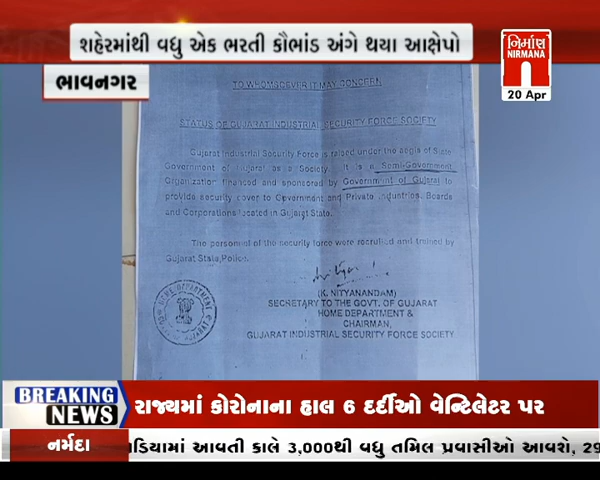 શહેરમાંથી વધુ એક ભરતી કૌભાંડ અંગે થયા આક્ષેપો
નિર્માણ
NIRMANA
20 Apr
ભાવનગર
TO WHOMSOEVER IT MAY CONCERN
STATUS OF GUJARAT INDUSTRIAL SECURITY FORCE SOCIETY
Gujarat Industrial Security Force is raised under the aegis of State
Government of Gujarat as a Society. It is a Semi-Government
Organization financed and sponsored by Government of Gujarat to
provide security cover to Government and Private Industries, Boards
and Corporations located in Gujarat State.
The personnel of the security force were recruited and trained by
Gujarat State Police.
(K. NITYANANDAM)
SECRETARY TO THE GOVT. OF GUJARAT
HOME DEPARTMENT &
CHAIRMAN,
GUJARAT INDUSTRIAL SECURITY FORCE SOCIETY
HOME DEPARTMENT
BREAKING
NEWS
રાજ્યમાં કોરોનાના હાલ 6 દર્દીઓ વેન્ટિલેટર પર
નર્મદા
ડિયામાં આવતી કાલે 3,000થી વધુ તમિલ પ્રવાસીઓ આવશે, 29